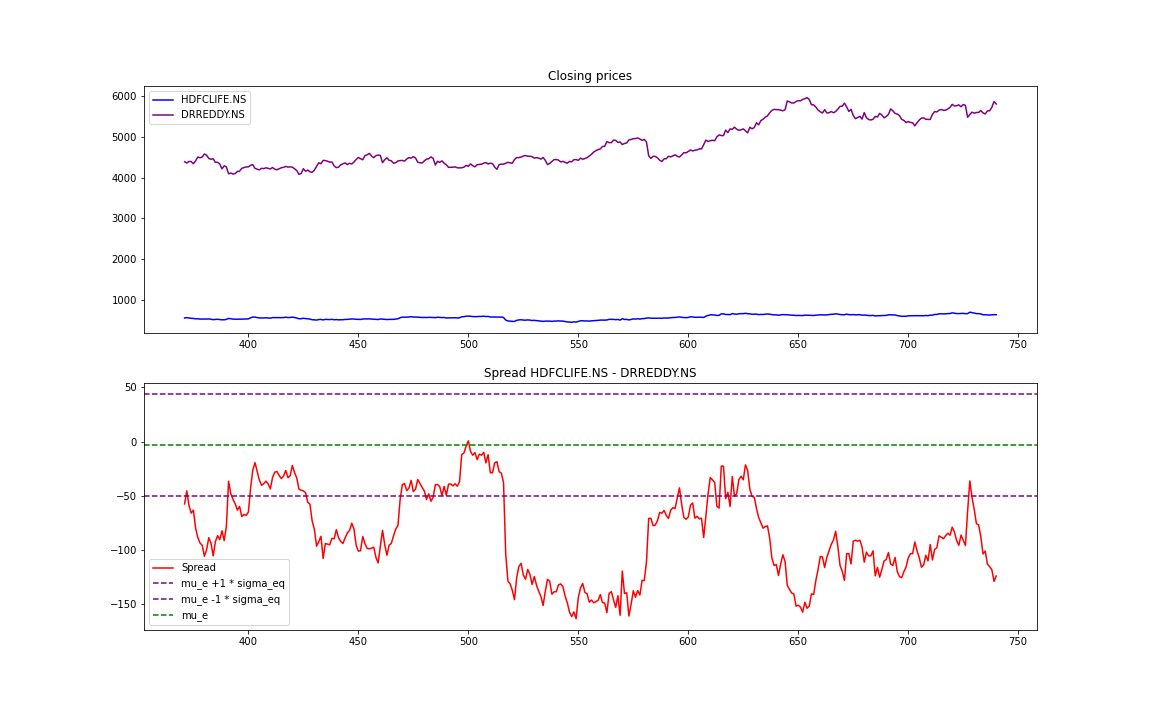 Closing prices
HDFCLIFE.NS
DRREDDY.NS
6000
5000
4000
3000
2000
1000
400 450 500 550 600 650 700 750
Spread HDFCLIFE.NS - DRREDDY.NS
50
0
−50
−100
−150
Spread
mu_e +1 * sigma_eq
mu_e -1 * sigma_eq
mu_e
400 450 500 550 600 650 700 750